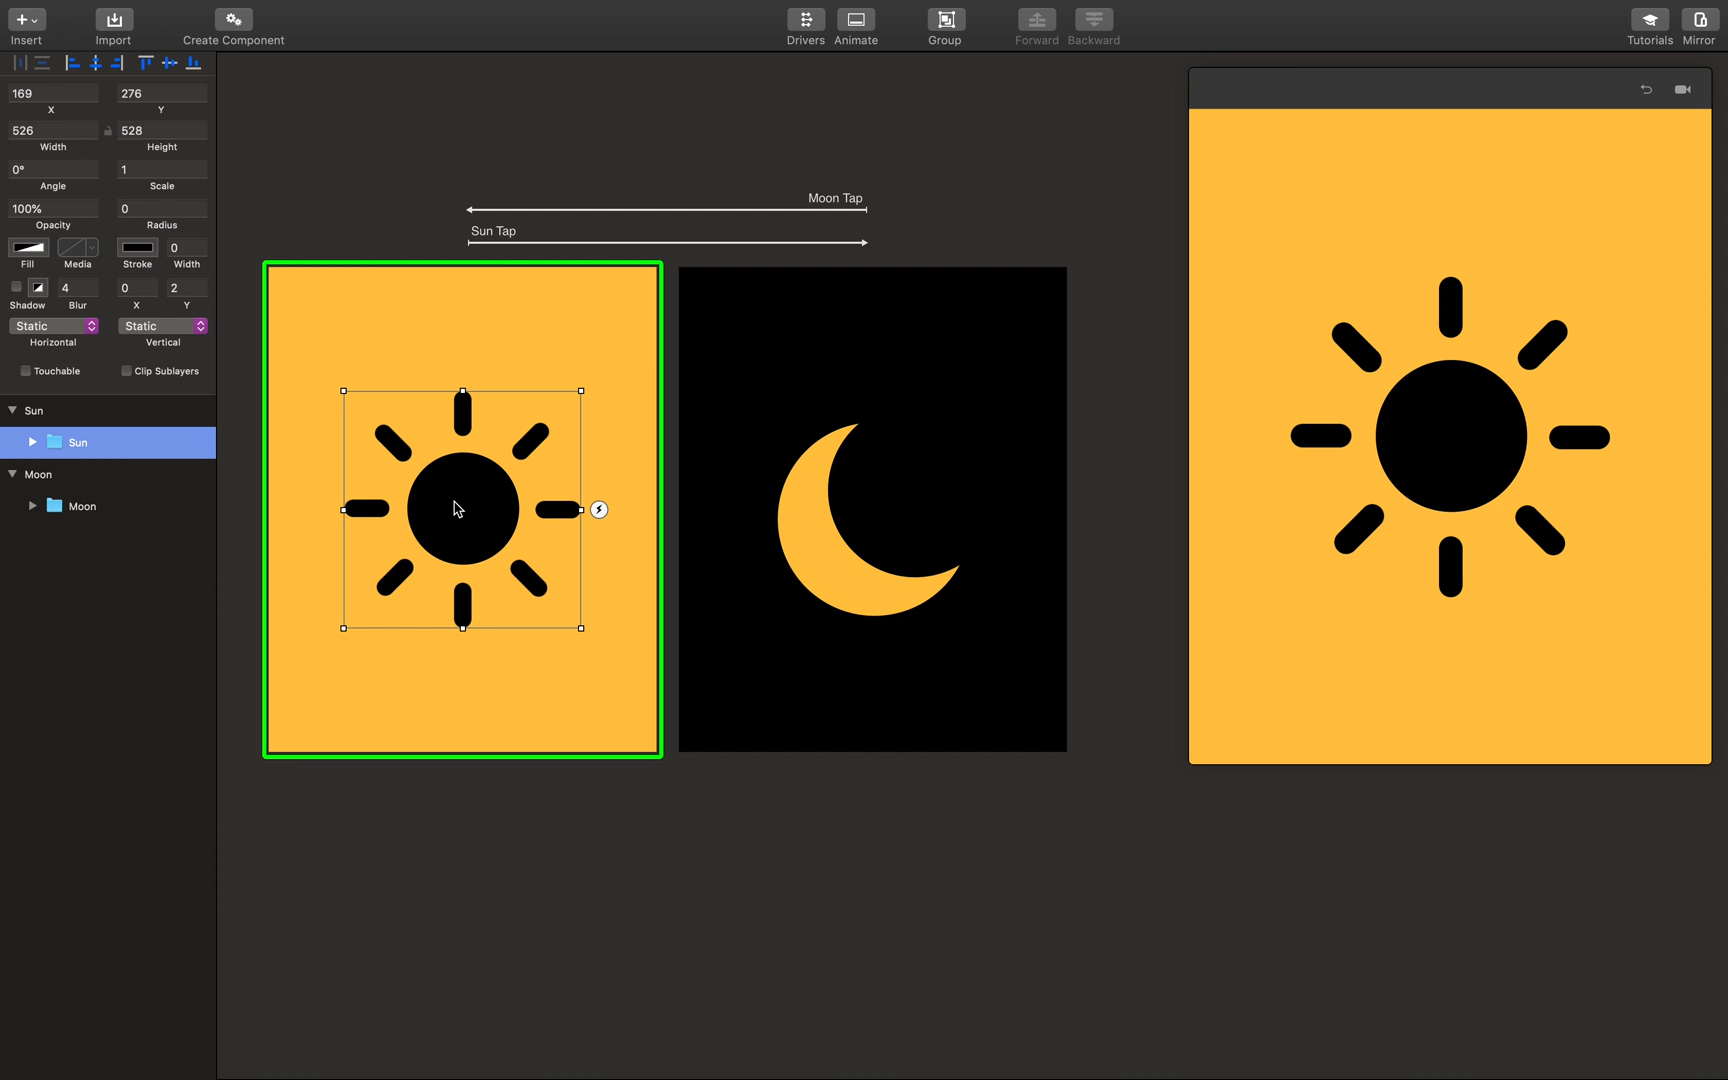 Insert Import Create Component Drivers Animate Group Forward Backward Tutorials Mirror
169 276
X Y
526 528
Width Height
0° 1
Angle Scale
100% 0
Opacity Radius
0
Fill Media Stroke Width
4 0 2
Shadow Blur X Y
Static Static
Horizontal Vertical
Touchable Clip Sublayers
Sun
Sun
Moon
Moon
Moon Tap
Sun Tap